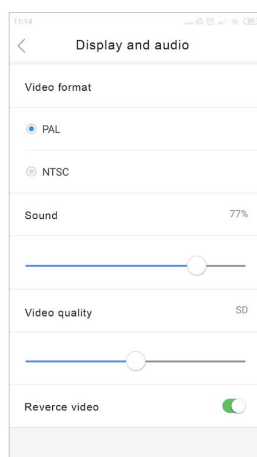 11:14
Display and audio
Video format
PAL
NTSC
Sound 77%
Video quality SD
Reverce video